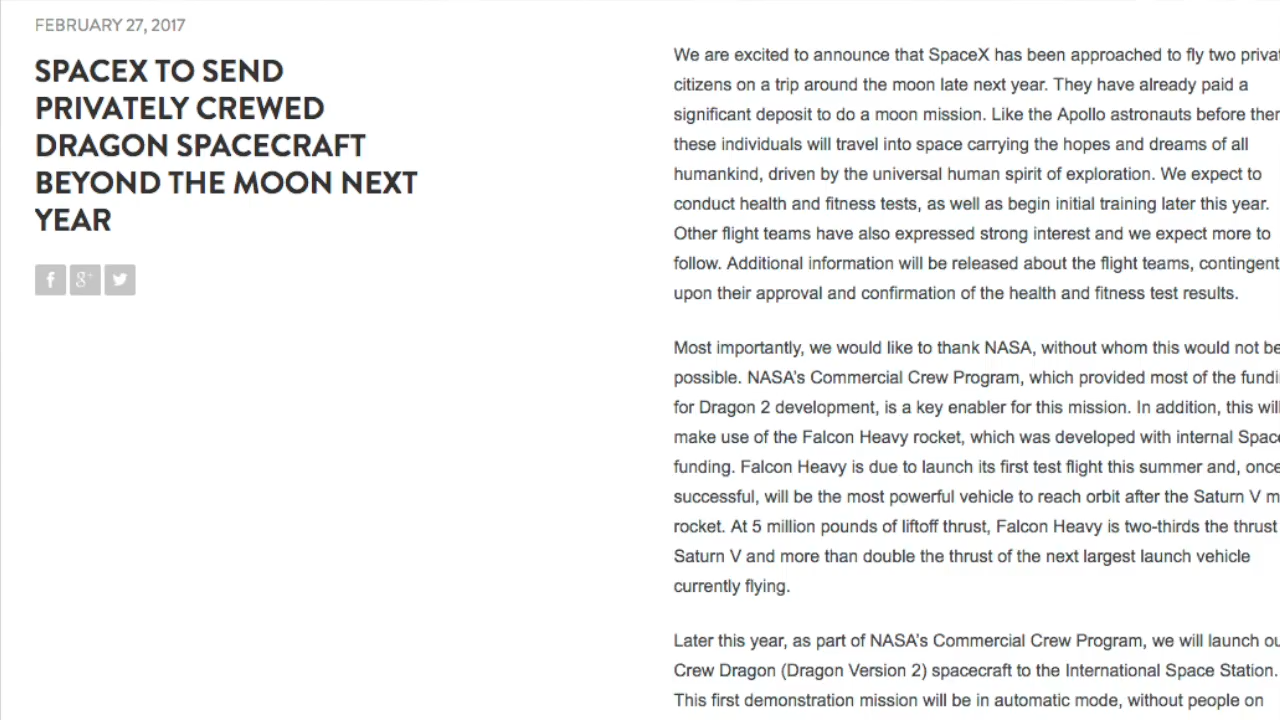 FEBRUARY 27, 2017
SPACEX TO SEND
PRIVATELY CREWED
DRAGON SPACECRAFT
BEYOND THE MOON NEXT
YEAR
f 8+
We are excited to announce that SpaceX has been approached to fly two
citizens on a trip around the moon late next year. They have already paid a
significant deposit to do a moon mission. Like the Apollo astronauts before
these individuals will travel into space carrying the hopes and dreams of all
humankind, driven by the universal human spirit of exploration. We expect to
conduct health and fitness tests, as well as begin initial training later this year.
Other flight teams have also expressed strong interest and we expect more to
follow. Additional information will be released about the flight teams, contingent
upon their approval and confirmation of the health and fitness test results.
Most importantly, we would like to thank NASA, without whom this would not be
possible. NASA's Commercial Crew Program, which provided most of the
for Dragon 2 development, is a key enabler for this mission. In addition, this
make use of the Falcon Heavy rocket, which was developed with internal
funding. Falcon Heavy is due to launch its first test flight this summer and, once
successful, will be the most powerful vehicle to reach orbit after the Saturn V
rocket. At 5 million pounds of liftoff thrust, Falcon Heavy is two-thirds the thrust
Saturn V and more than double the thrust of the next largest launch vehicle
currently flying.
Later this year, as part of NASA's Commercial Crew Program, we will launch
Crew Dragon (Dragon Version 2) spacecraft to the International Space Station.
This first demonstration mission will be in automatic mode, without people on